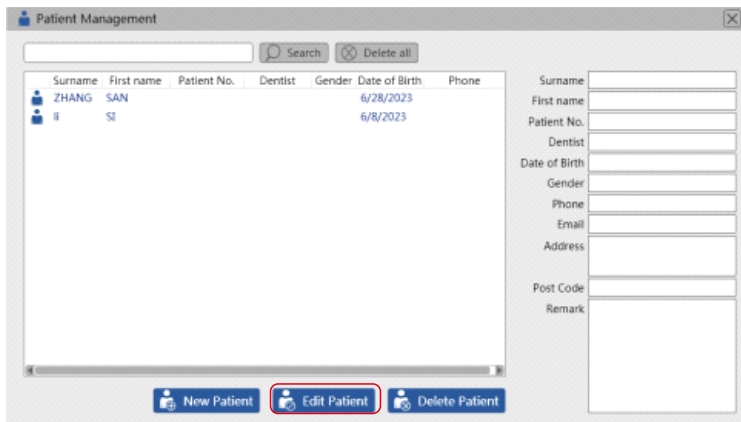 Patient Management
Search Delete all
Surname First name Patient No. Dentist Gender Date of Birth Phone
ZHANG SAN 6/28/2023
li SI 6/8/2023
Surname
First name
Patient No.
Dentist
Date of Birth
Gender
Phone
Email
Address
Post Code
Remark
New Patient Edit Patient Delete Patient